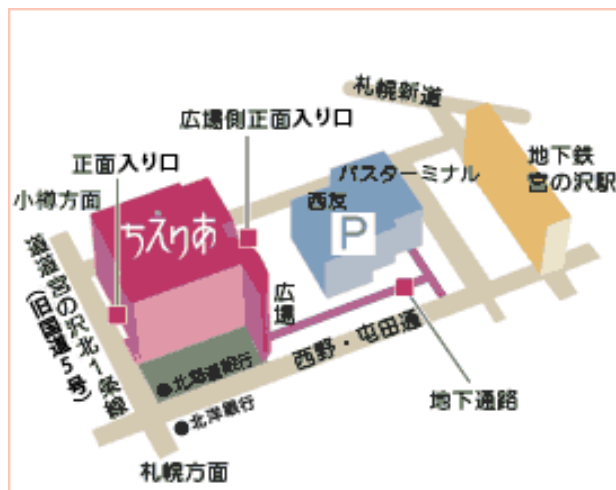 札幌新道
広場側正面入り口
正面入り口
バスターミナル
地下鉄
宮の沢駅
小樽方面
西友
ちえりあ
P
道道宮の沢北1条線
(旧国道5号)
広場
西野・屯田通
●北海道銀行
地下通路
●北洋銀行
札幌方面